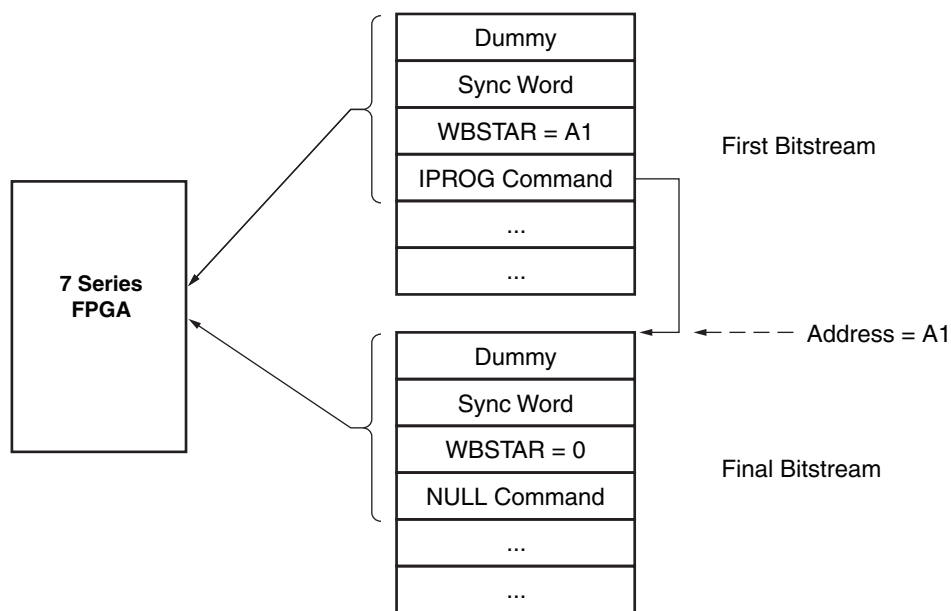 Dummy
Sync Word
WBSTAR = A1
IPROG Command
...
...
First Bitstream
7 Series
FPGA
Address = A1
Dummy
Sync Word
WBSTAR = 0
NULL Command
...
...
Final Bitstream